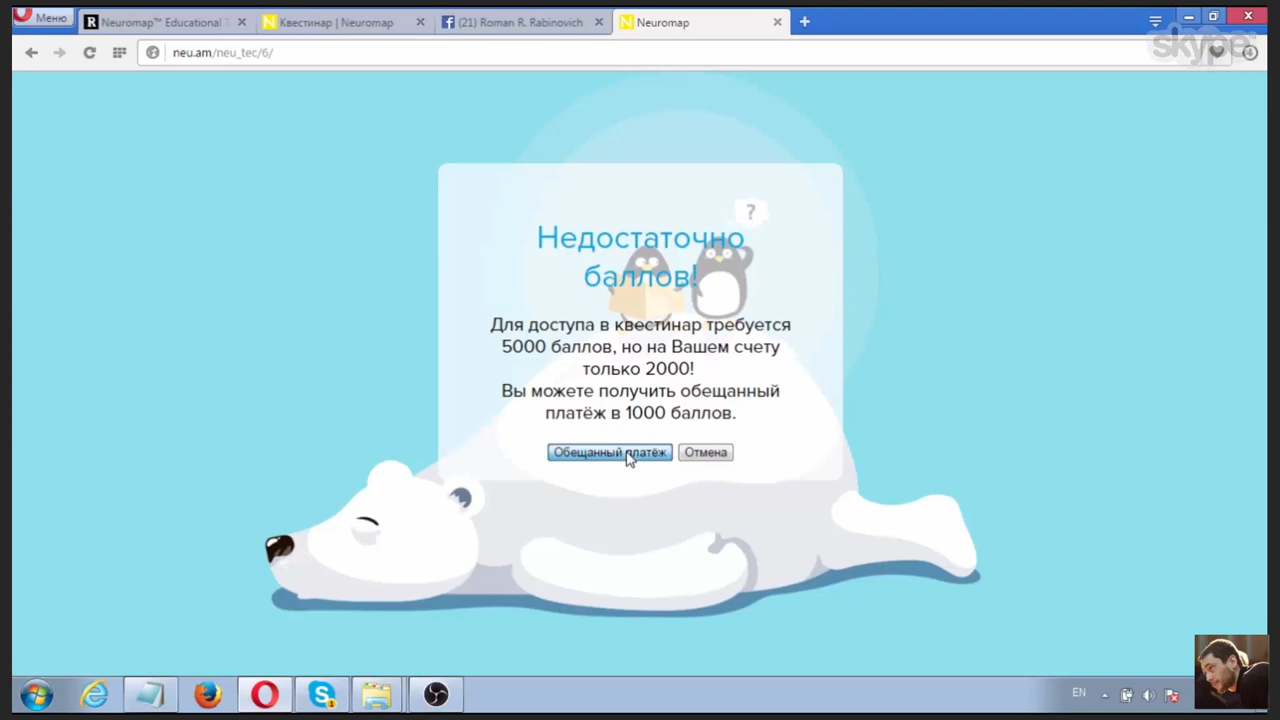 Меню
Neuromap™ Educational T
Квестинар | Neuromap
(21) Roman R. Rabinovich
Neuromap
skype
neu.am/neu_tec/6/
?
Недостаточно
баллов!
Для доступа в квестинар требуется
5000 баллов, но на Вашем счету
только 2000!
Вы можете получить обещанный
платёж в 1000 баллов.
Обещанный платёж
Отмена
EN